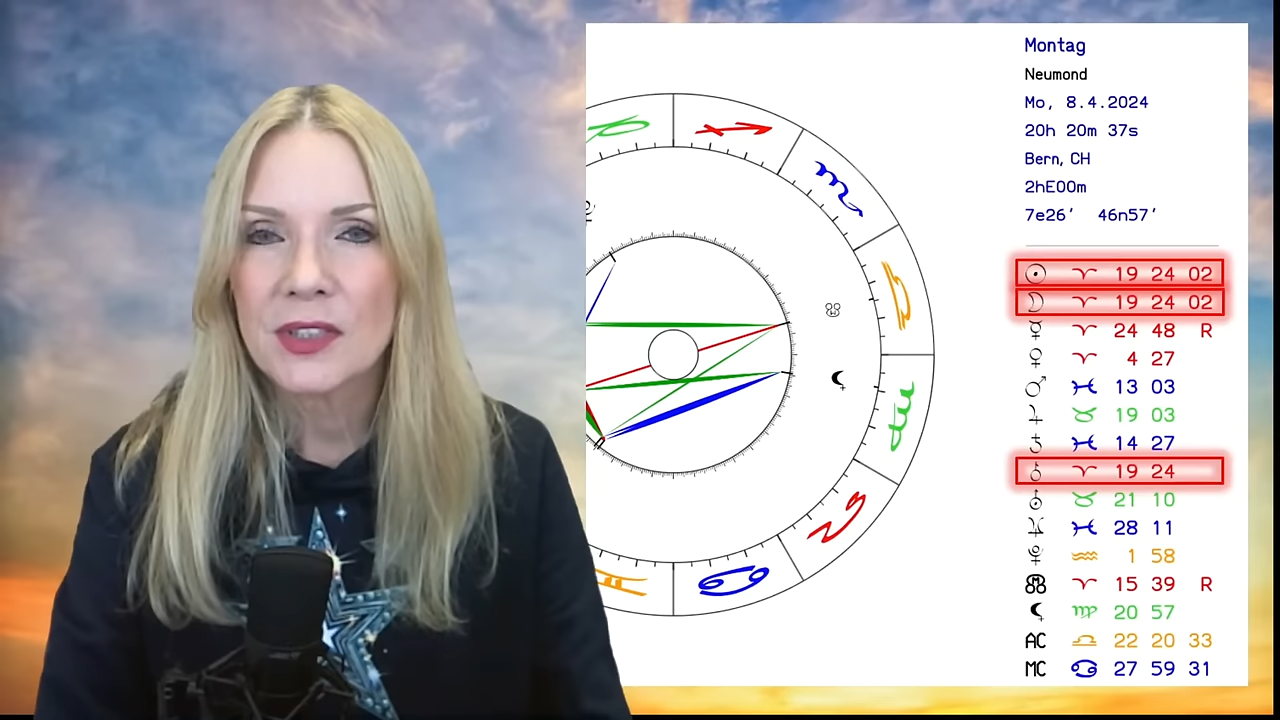 Montag
Neumond
Mo, 8.4.2024
20h 20m 37s
Bern, CH
2hE00m
7e26′ 46n57′
☉ ♈ 19 24 02
☽ ♈ 19 24 02
☿ ♈ 24 48 R
♀ ♈ 4 27
♂ ♓ 13 03
♃ ♉ 19 03
♄ ♓ 14 27
⚷ ♈ 19 24
⛢ ♉ 21 10
♆ ♓ 28 11
♇ ♒ 1 58
☊ ♈ 15 39 R
⚸ ♍ 20 57
AC ♎ 22 20 33
MC ♋ 27 59 31